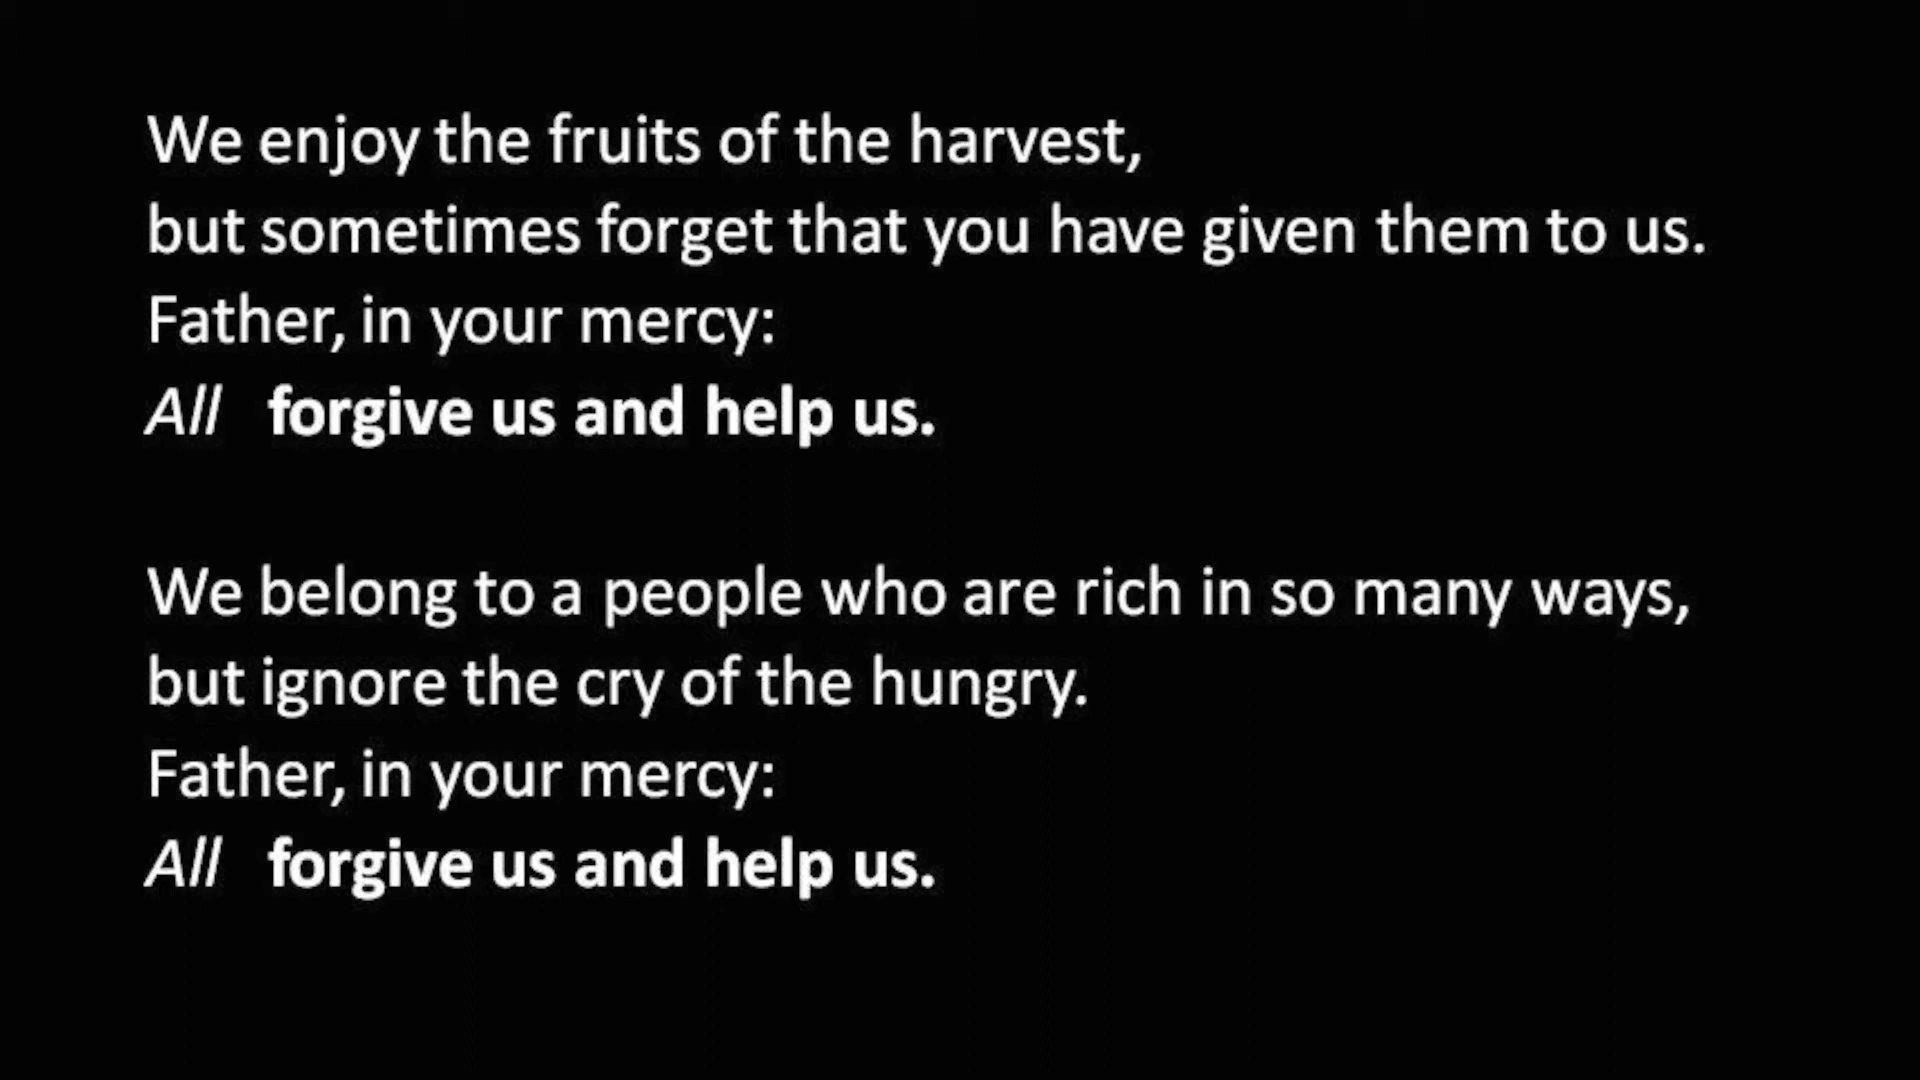 We enjoy the fruits of the harvest,
but sometimes forget that you have given them to us.
Father, in your mercy:
All forgive us and help us.
We belong to a people who are rich in so many ways,
but ignore the cry of the hungry.
Father, in your mercy:
All forgive us and help us.